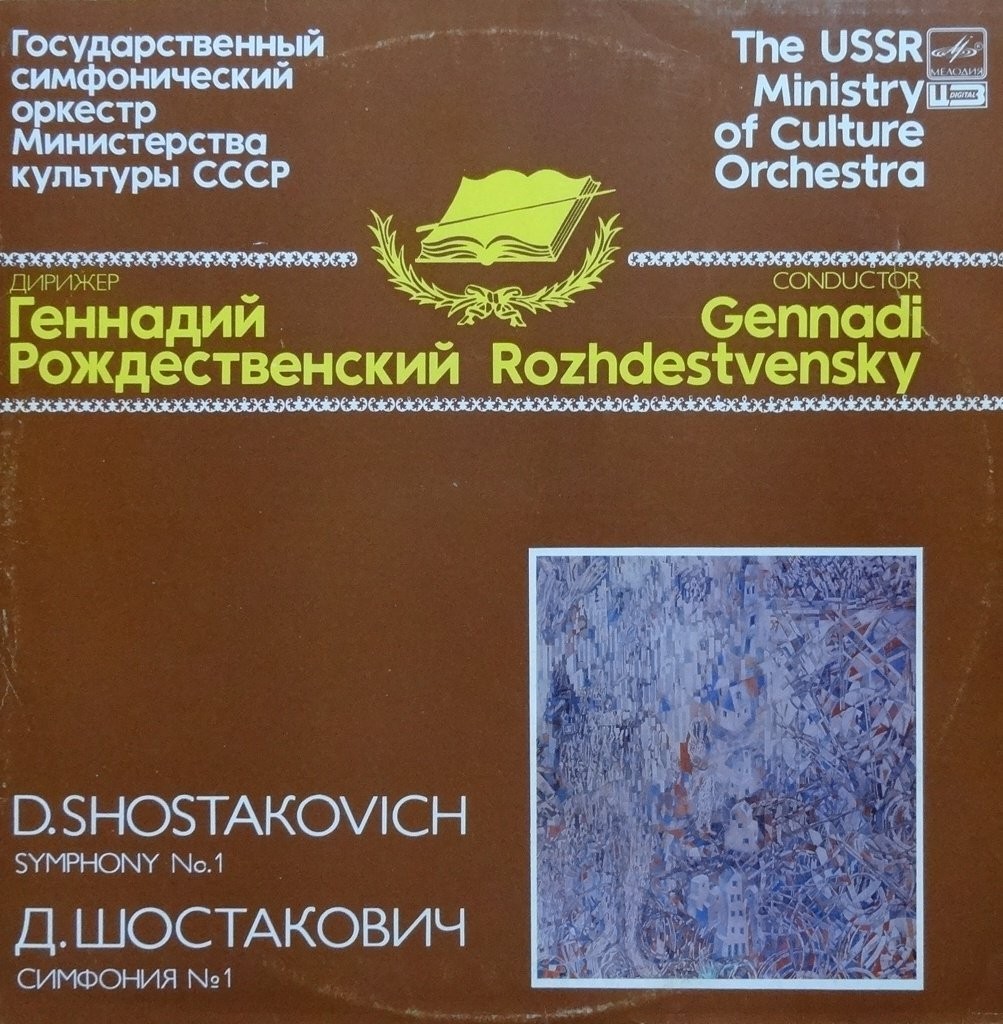 Государственный
симфонический
оркестр
Министерства
культуры СССР
The USSR
Ministry
of Culture
Orchestra
МЕЛОДИЯ
DIGITAL
ДИРИЖЕР
Геннадий
Рождественский
CONDUCTOR
Gennadi
Rozhdestvensky
D. SHOSTAKOVICH
SYMPHONY No. 1
Д. ШОСТАКОВИЧ
СИМФОНИЯ №1